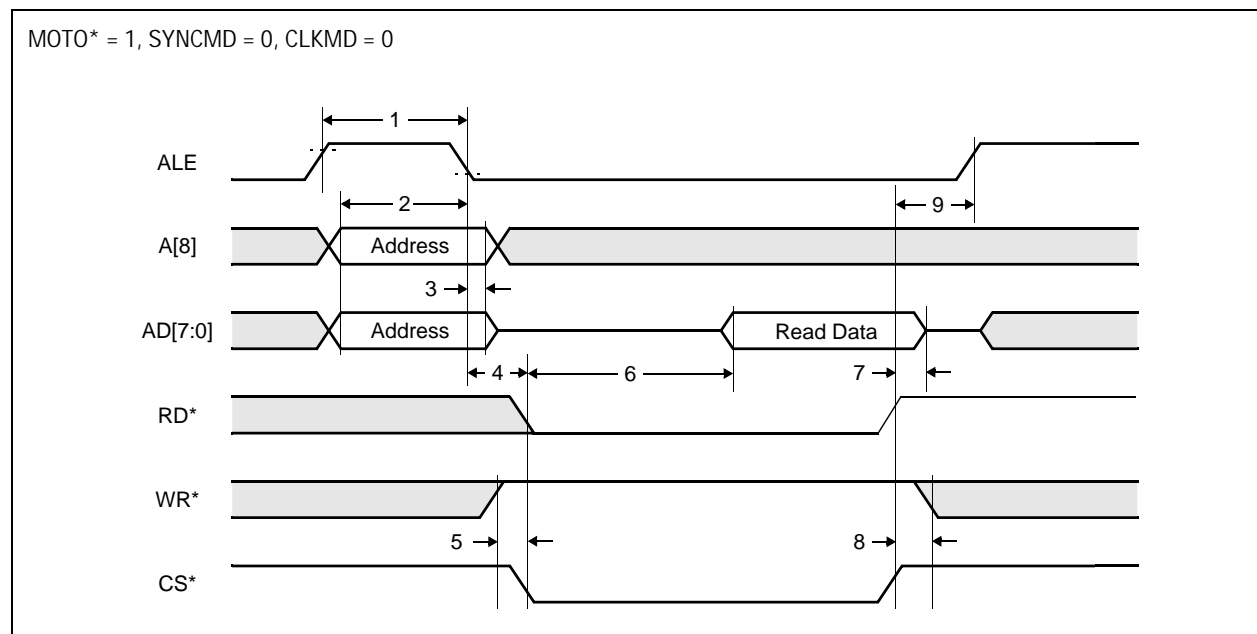 MOTO* = 1, SYNCMD = 0, CLKMD = 0
1
ALE
2
9
A[8]
Address
3
AD[7:0]
Address
Read Data
4
6
7
RD*
WR*
5
8
CS*